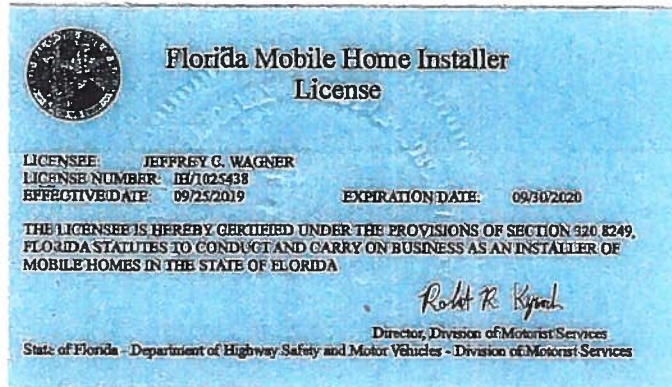 Florida Mobile Home Installer
License
LICENSEE: JEFFREY C. WAGNER
LICENSE NUMBER: IH/1025438
EFFECTIVE DATE: 09/25/2019 EXPIRATION DATE: 09/30/2020
THE LICENSEE IS HEREBY CERTIFIED UNDER THE PROVISIONS OF SECTION 320.8249,
FLORIDA STATUTES TO CONDUCT AND CARRY ON BUSINESS AS AN INSTALLER OF
MOBILE HOMES IN THE STATE OF FLORIDA
Director, Division of Motorist Services
State of Florida - Department of Highway Safety and Motor Vehicles - Division of Motorist Services